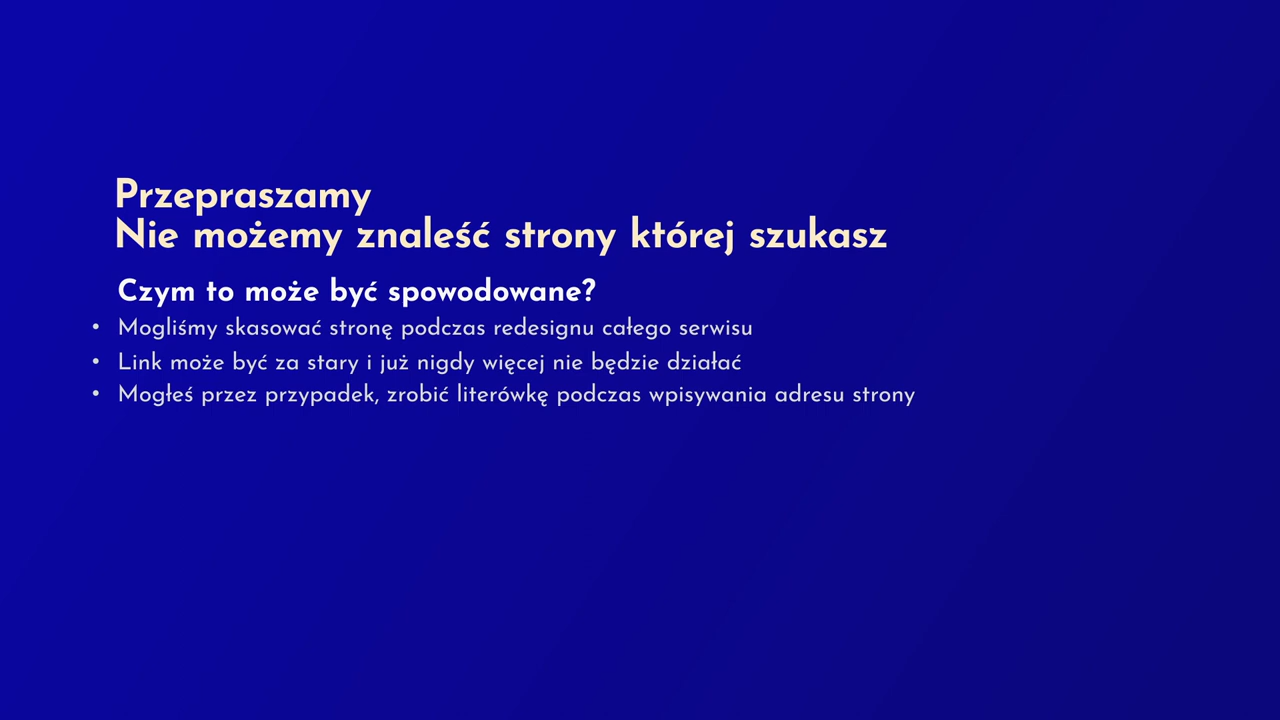 Przepraszamy
Nie możemy znaleść strony której szukasz
Czym to może być spowodowane?
• Mogliśmy skasować stronę podczas redesignu całego serwisu
• Link może być za stary i już nigdy więcej nie będzie działać
• Mogłeś przez przypadek, zrobić literówkę podczas wpisywania adresu strony